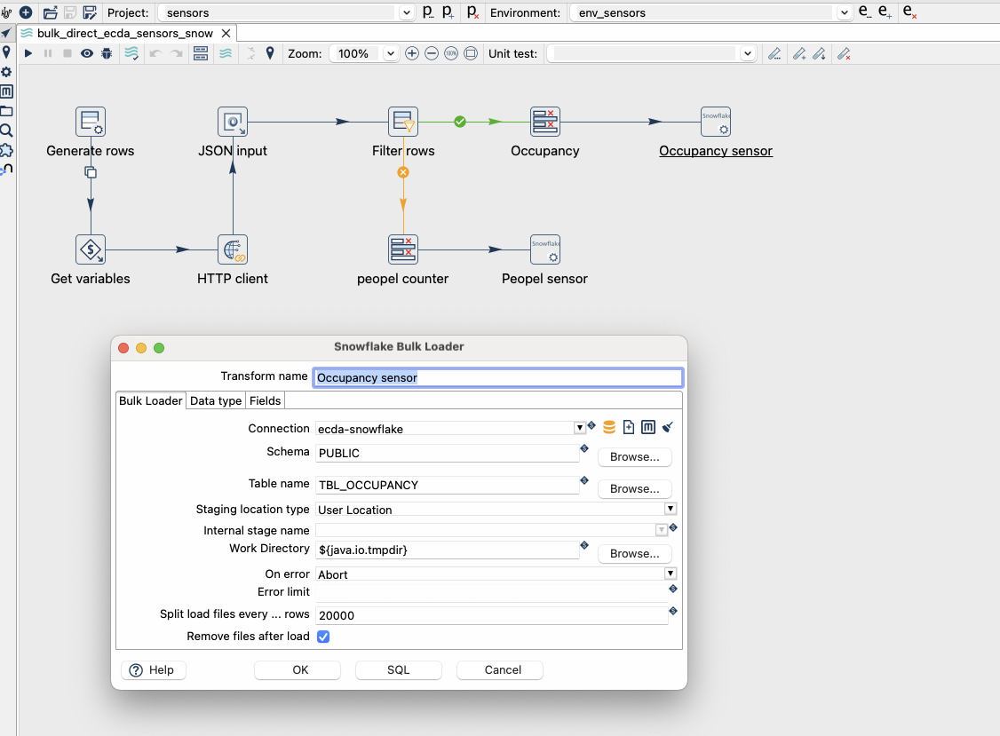 Project: sensors p... p+ px Environment: env_sensors e... e+ ex
bulk_direct_ecda_sensors_snow
Zoom: 100% 100% Unit test:
Snowflake
Generate rows JSON input Filter rows Occupancy Occupancy sensor
$ Snowflake
Get variables HTTP client peopel counter Peopel sensor
Snowflake Bulk Loader
Transform name Occupancy sensor
Bulk Loader Data type Fields
Connection ecda-snowflake
Schema PUBLIC Browse...
Table name TBL_OCCUPANCY Browse...
Staging location type User Location
Internal stage name
Work Directory ${java.io.tmpdir} Browse...
On error Abort
Error limit
Split load files every ... rows 20000
Remove files after load
? Help OK SQL Cancel